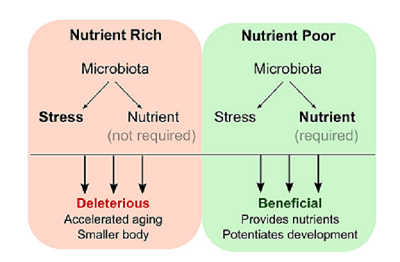 Nutrient Rich
Microbiota
Stress
Nutrient
(not required)
Deleterious
Accelerated aging
Smaller body
Nutrient Poor
Microbiota
Stress
Nutrient
(required)
Beneficial
Provides nutrients
Potentiates development